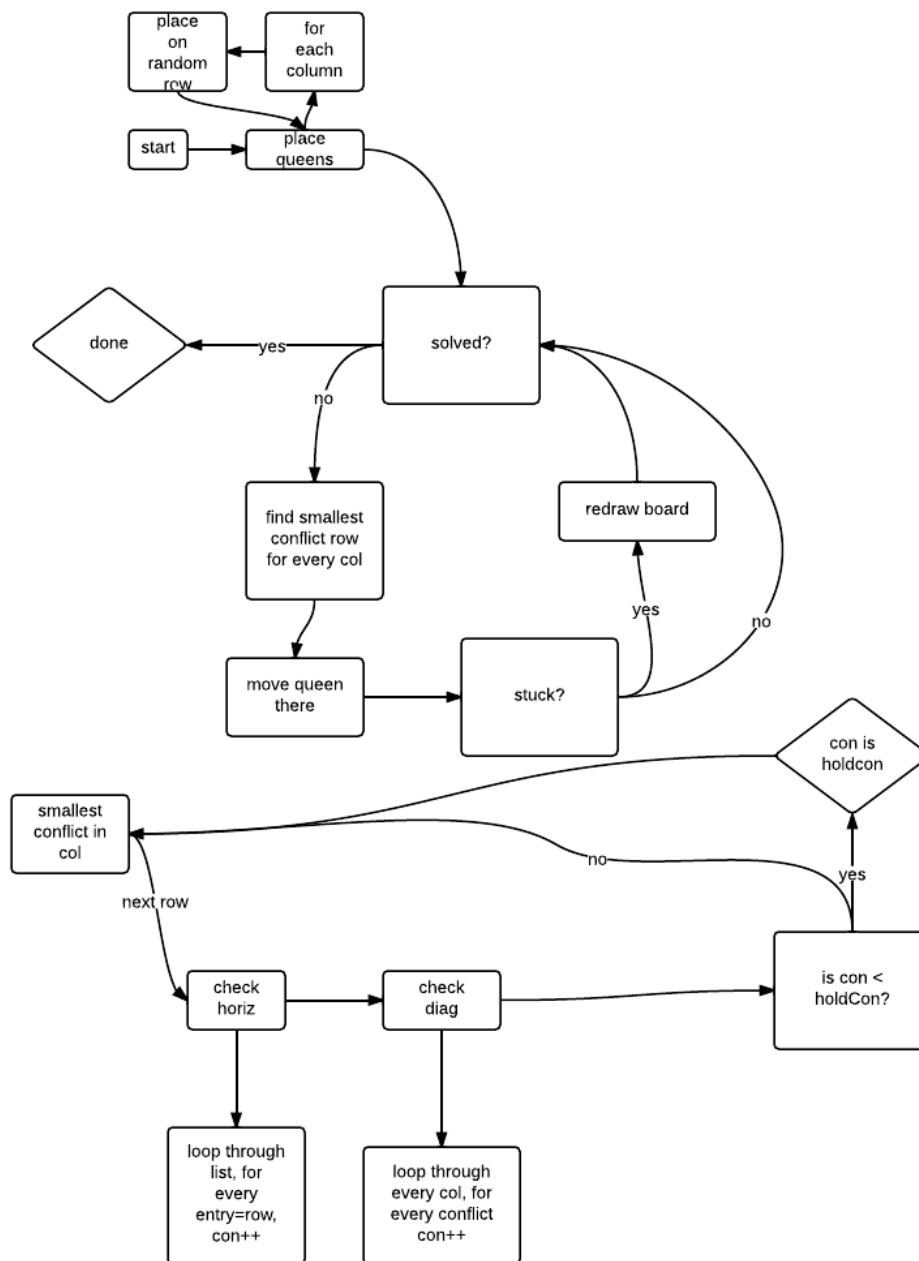 place
on
random
row
for
each
column
start
place
queens
done
yes
solved?
no
find smallest
conflict row
for every col
redraw board
yes
no
move queen
there
stuck?
con is
holdcon
smallest
conflict in
col
no
yes
next row
check
horiz
check
diag
is con <
holdCon?
loop through
list, for
every
entry=row,
con++
loop through
every col, for
every conflict
con++